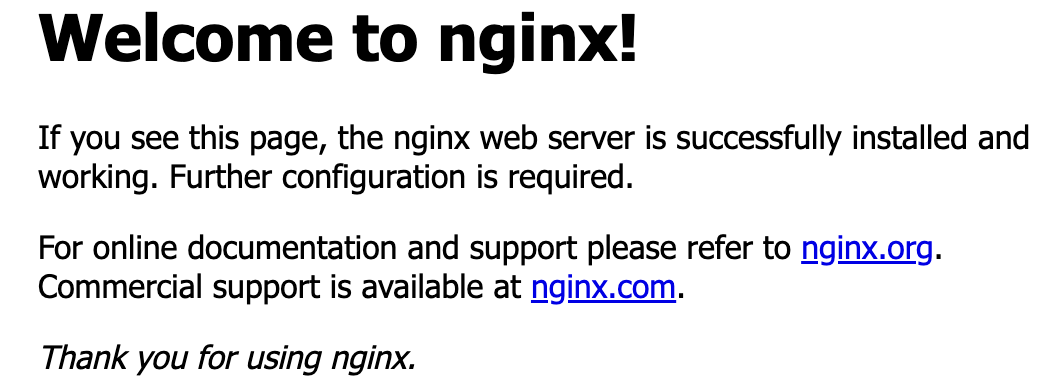 Welcome to nginx!
If you see this page, the nginx web server is successfully installed and
working. Further configuration is required.
For online documentation and support please refer to nginx.org.
Commercial support is available at nginx.com.
Thank you for using nginx.